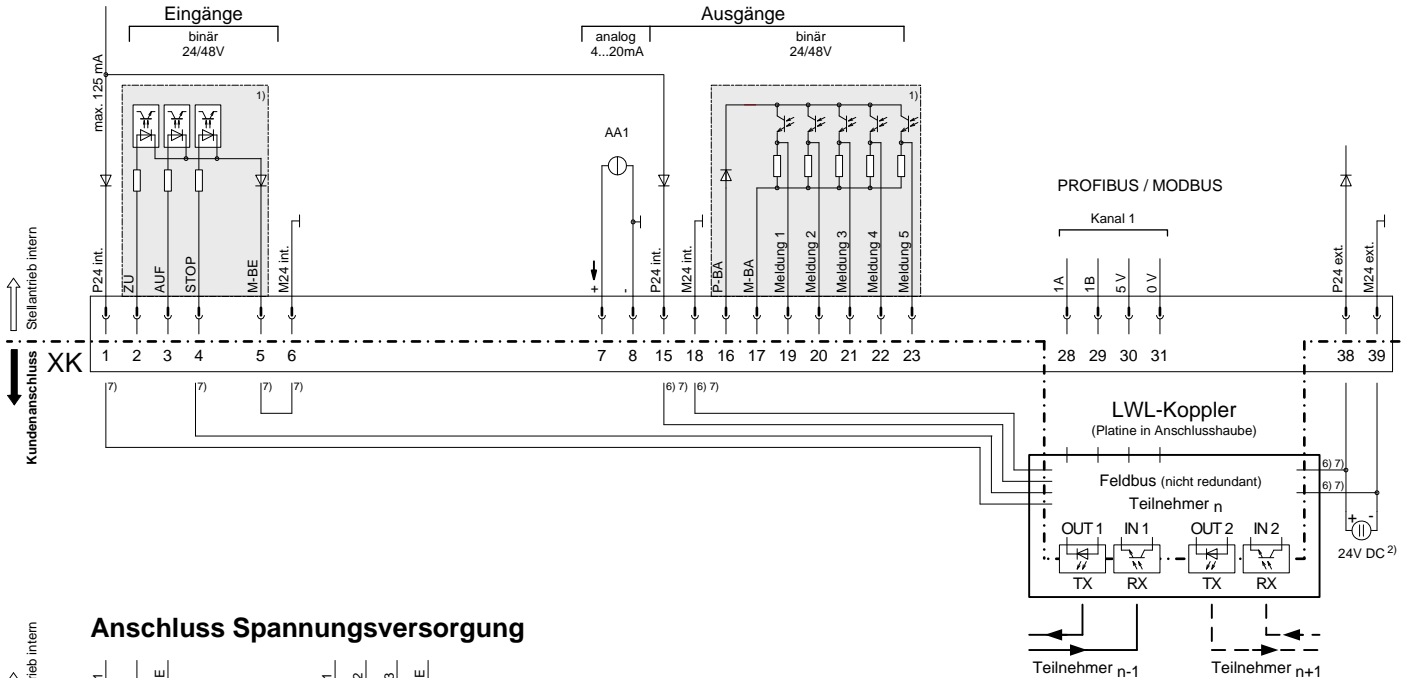 Eingänge
binär
24/48V
Ausgänge
analog
4...20mA
binär
24/48V
max. 125 mA
1)
1)
AA1
PROFIBUS / MODBUS
Kanal 1
Stellantrieb intern
P24 int.
ZU
AUF
STOP
M-BE
M24 int.
+
-
P24 int.
M24 int.
P-BA
M-BA
Meldung 1
Meldung 2
Meldung 3
Meldung 4
Meldung 5
1A
1B
5 V
0 V
P24 ext.
M24 ext.
Kundenanschluss
XK
1 2 3 4 5 6 7 8 15 18 16 17 19 20 21 22 23 28 29 30 31 38 39
7) 7) 7) 7) 6) 7) 6) 7)
LWL-Koppler
(Platine in Anschlusshaube)
6) 7)
Feldbus (nicht redundant)
6) 7)
Teilnehmer n
OUT 1 IN 1 OUT 2 IN 2
+ -
24V DC 2)
TX RX TX RX
Teilnehmer n-1 Teilnehmer n+1
Anschluss Spannungsversorgung